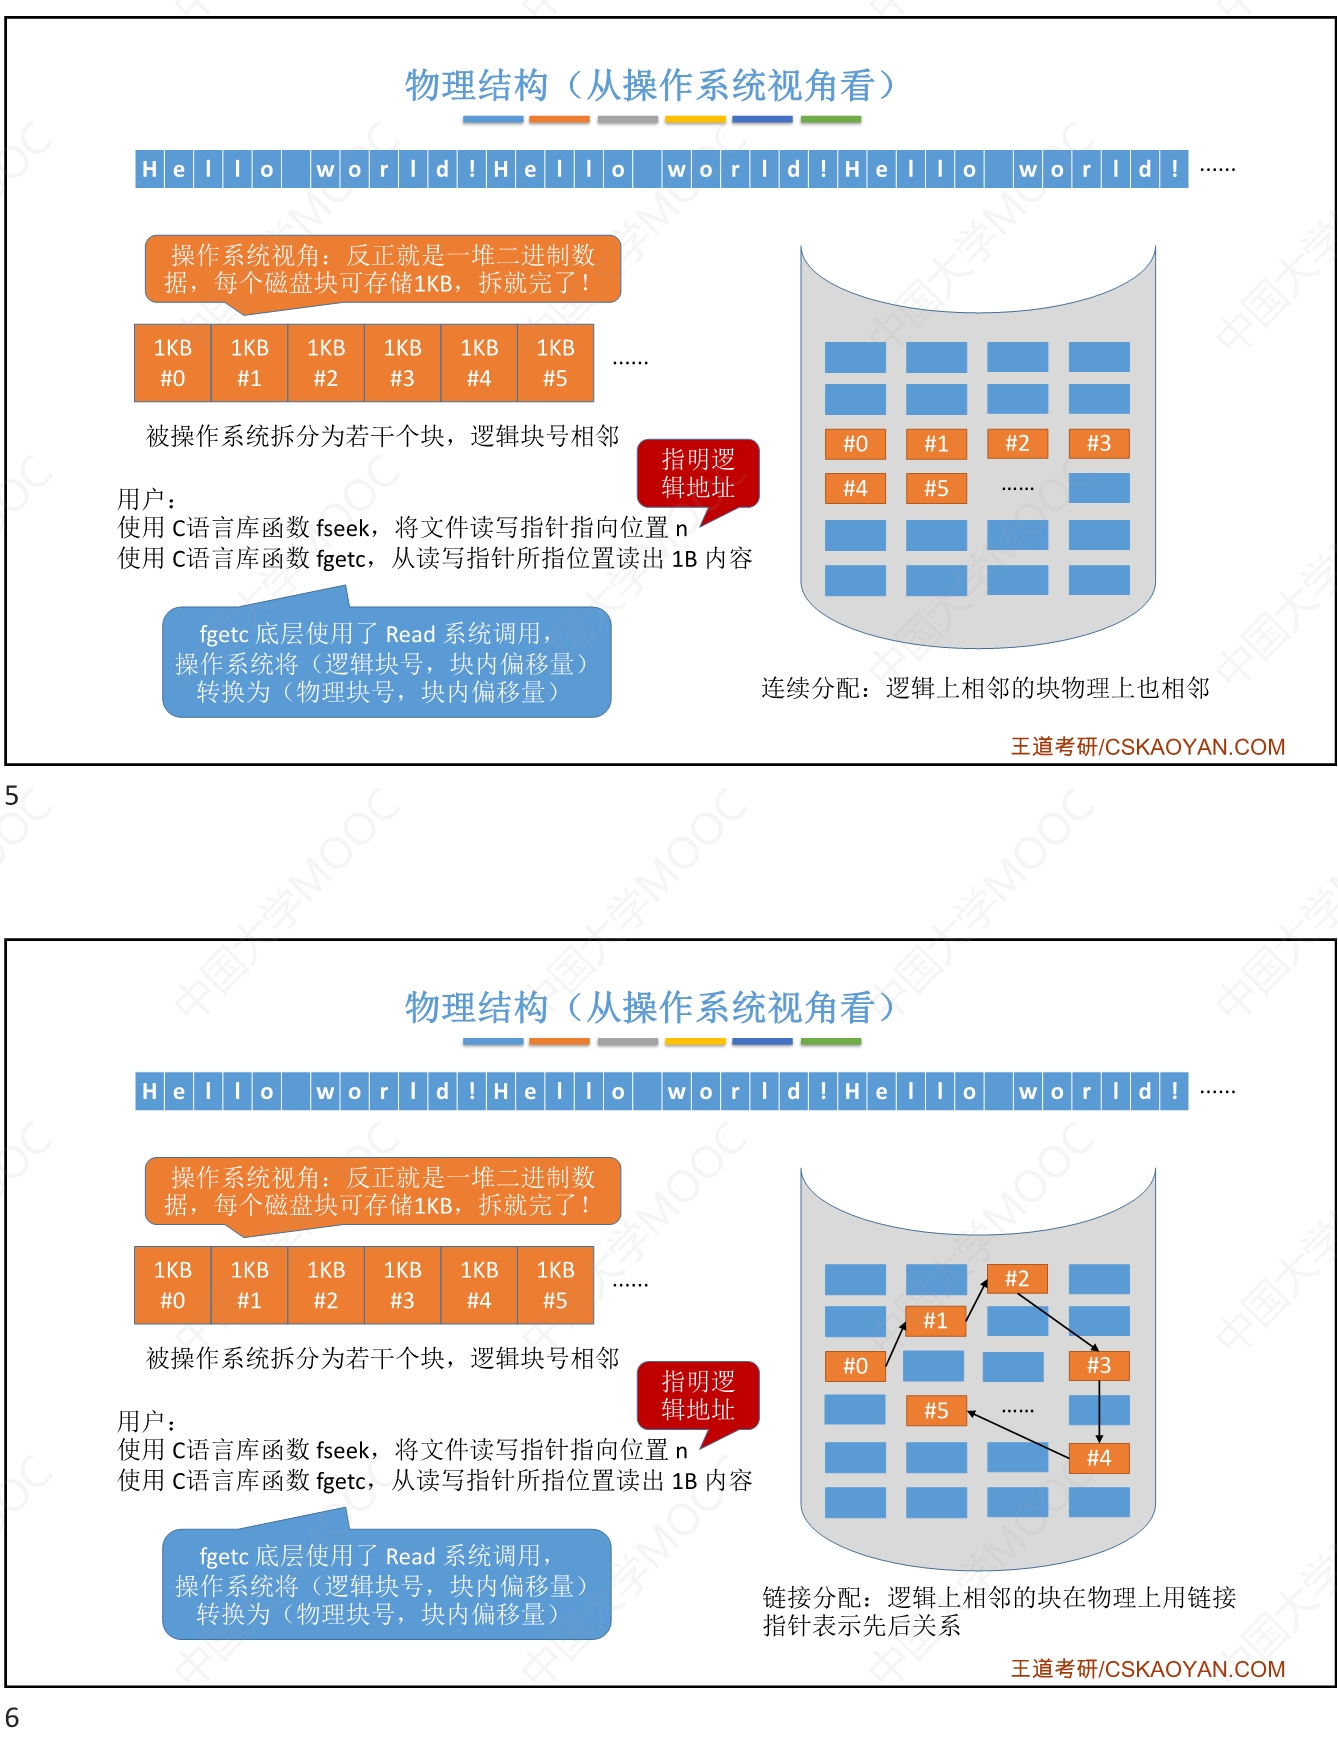 物理结构（从操作系统视角看）
Hello world!Hello world!Hello world! ……
操作系统视角：反正就是一堆二进制数
据，每个磁盘块可存储1KB，拆就完了！
1KB 1KB 1KB 1KB 1KB 1KB
#0 #1 #2 #3 #4 #5 ……
被操作系统拆分为若干个块，逻辑块号相邻
指明逻
辑地址
用户：
使用 C语言库函数 fseek，将文件读写指针指向位置 n
使用 C语言库函数 fgetc，从读写指针所指位置读出 1B 内容
fgetc 底层使用了 Read 系统调用，
操作系统将（逻辑块号，块内偏移量）
转换为（物理块号，块内偏移量）
#0 #1 #2 #3
#4 #5 ……
连续分配：逻辑上相邻的块物理上也相邻
王道考研/CSKAOYAN.COM
5
物理结构（从操作系统视角看）
Hello world!Hello world!Hello world! ……
操作系统视角：反正就是一堆二进制数
据，每个磁盘块可存储1KB，拆就完了！
1KB 1KB 1KB 1KB 1KB 1KB
#0 #1 #2 #3 #4 #5 ……
被操作系统拆分为若干个块，逻辑块号相邻
指明逻
辑地址
用户：
使用 C语言库函数 fseek，将文件读写指针指向位置 n
使用 C语言库函数 fgetc，从读写指针所指位置读出 1B 内容
fgetc 底层使用了 Read 系统调用，
操作系统将（逻辑块号，块内偏移量）
转换为（物理块号，块内偏移量）
#2
#1
#0 #3
#5 ……
#4
链接分配：逻辑上相邻的块在物理上用链接
指针表示先后关系
王道考研/CSKAOYAN.COM
6
中国大学MOOC